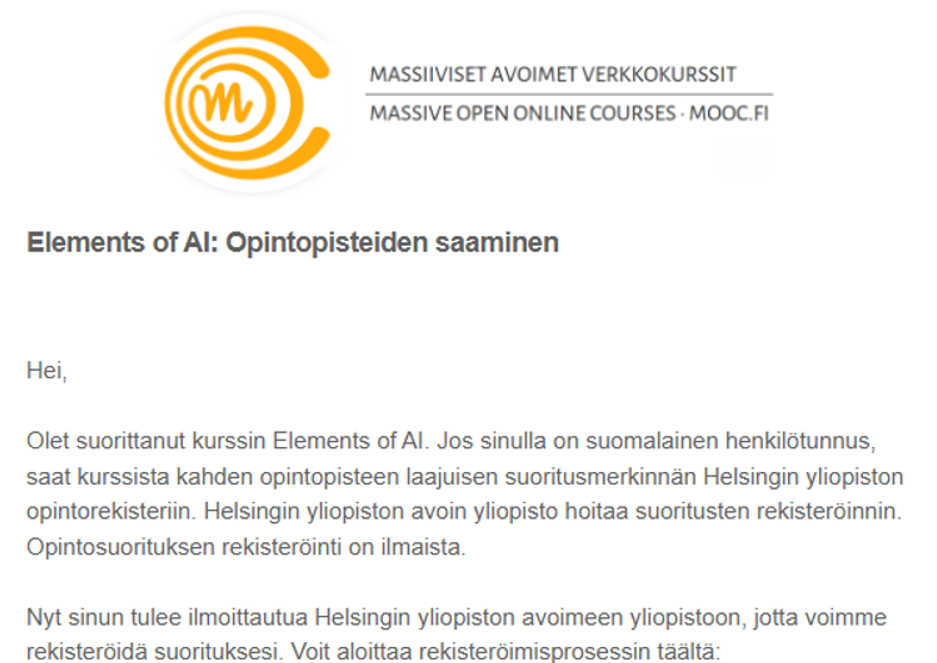 m
MASSIIVISET AVOIMET VERKKOKURSSIT
MASSIVE OPEN ONLINE COURSES · MOOC.FI
Elements of AI: Opintopisteiden saaminen
Hei,
Olet suorittanut kurssin Elements of AI. Jos sinulla on suomalainen henkilötunnus,
saat kurssista kahden opintopisteen laajuisen suoritusmerkinnän Helsingin yliopiston
opintorekisteriin. Helsingin yliopiston avoin yliopisto hoitaa suoritusten rekisteröinnin.
Opintosuorituksen rekisteröinti on ilmaista.
Nyt sinun tulee ilmoittautua Helsingin yliopiston avoimeen yliopistoon, jotta voimme
rekisteröidä suorituksesi. Voit aloittaa rekisteröimisprosessin täältä: